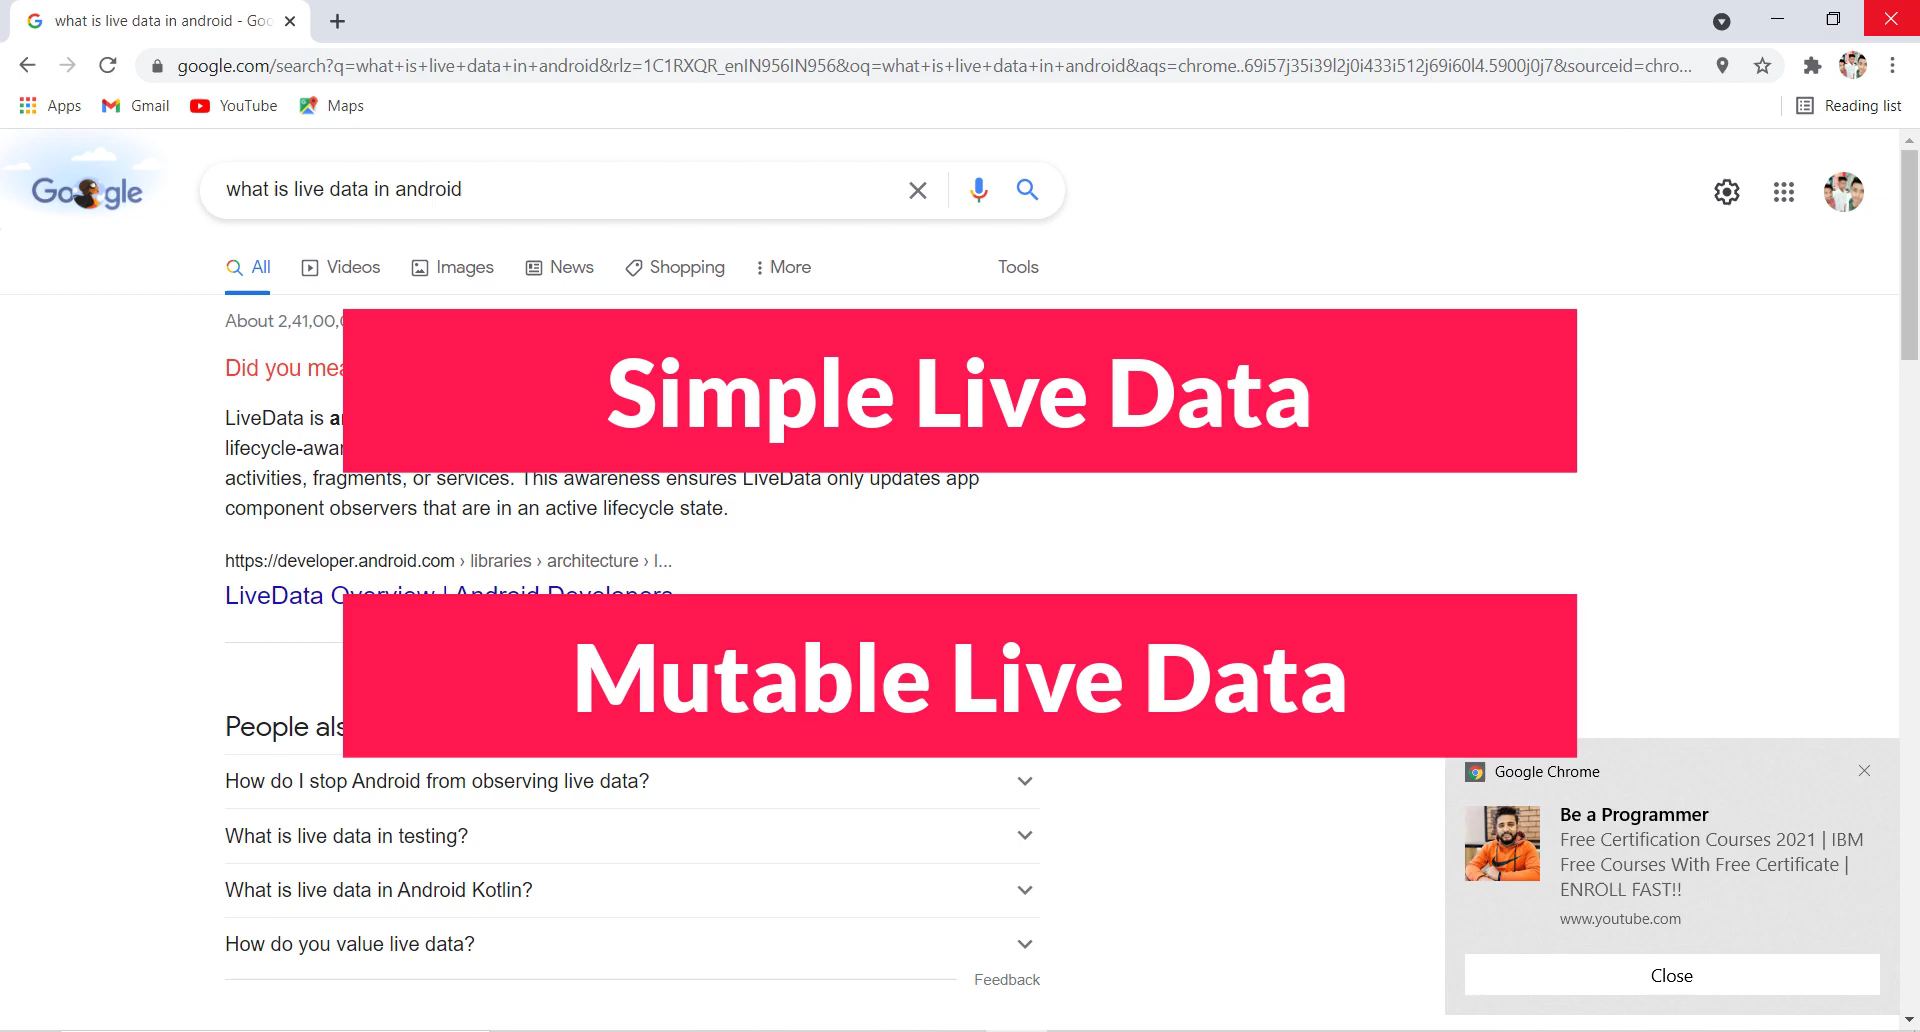 what is live data in android - Goo
google.com/search?q=what+is+live+data+in+android&rlz=1C1RXQR_enIN956IN956&oq=what+is+live+data+in+android&aqs=chrome..69i57j35i39l2j0i433i512j69i60l4.5900j0j7&sourceid=chro...
Apps Gmail YouTube Maps Reading list
Google
what is live data in android
All Videos Images News Shopping More Tools
About 2,41,00,
Did you mea
Simple Live Data
LiveData is a
lifecycle-awar
activities, fragments, or services. This awareness ensures LiveData only updates app
component observers that are in an active lifecycle state.
https://developer.android.com › libraries › architecture › l...
LiveData Overview | Android Developers
Mutable Live Data
People als
How do I stop Android from observing live data?
What is live data in testing?
What is live data in Android Kotlin?
How do you value live data?
Feedback
Google Chrome
Be a Programmer
Free Certification Courses 2021 | IBM
Free Courses With Free Certificate |
ENROLL FAST!!
www.youtube.com
Close